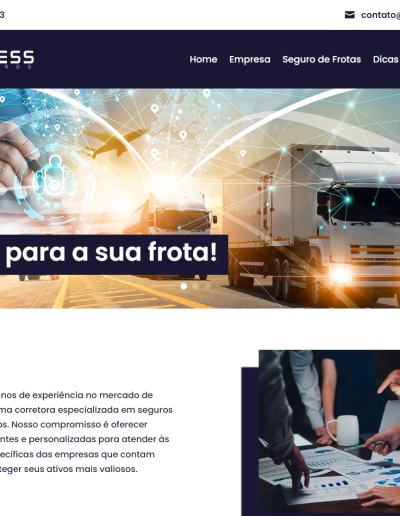 3
contato@
ESS
Home Empresa Seguro de Frotas Dicas
para a sua frota!
nos de experiência no mercado de
ma corretora especializada em seguros
os. Nosso compromisso é oferecer
ntes e personalizadas para atender às
pecíficas das empresas que contam
teger seus ativos mais valiosos.